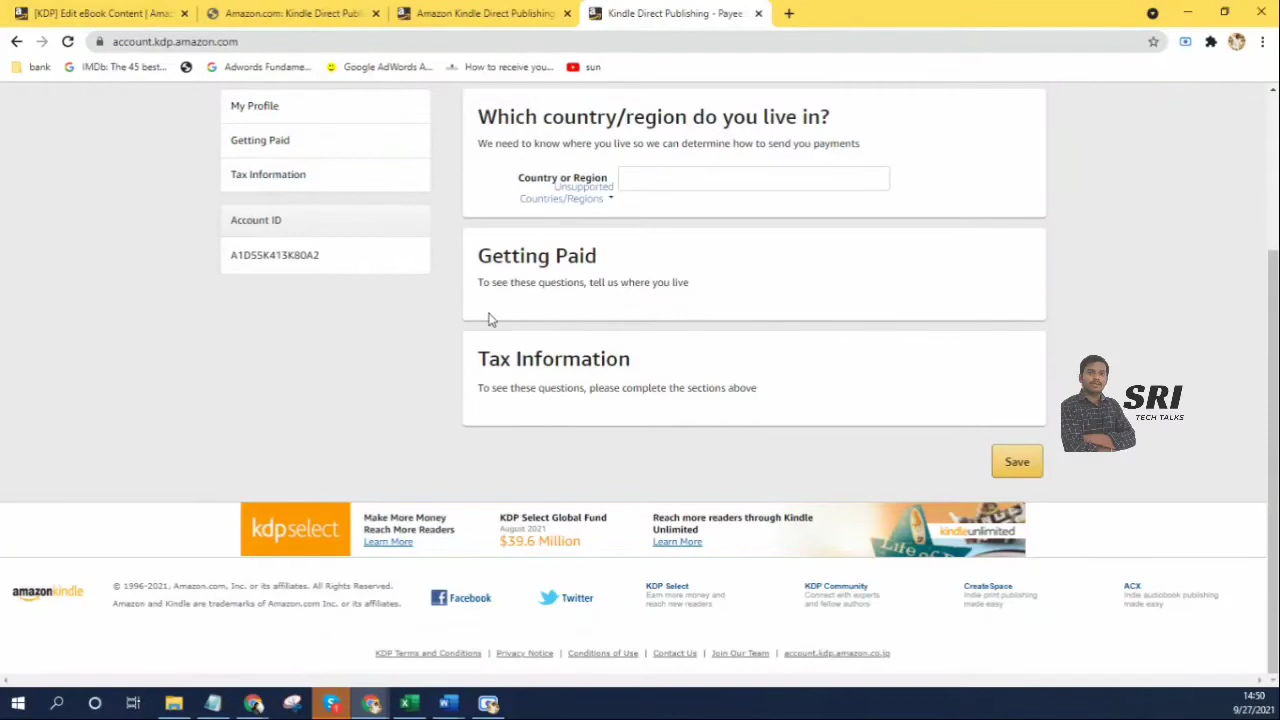 [KDP] Edit eBook Content | Amaz
Amazon.com: Kindle Direct Publi
Amazon Kindle Direct Publishing
Kindle Direct Publishing - Payee
account.kdp.amazon.com
bank
IMDb: The 45 best...
Adwords Fundame...
Google AdWords A...
How to receive you...
sun
My Profile
Getting Paid
Tax Information
Account ID
A1D55K413K80A2
Which country/region do you live in?
We need to know where you live so we can determine how to send you payments
Country or Region
Unsupported
Countries/Regions
Getting Paid
To see these questions, tell us where you live
Tax Information
To see these questions, please complete the sections above
Save
SRI
TECH TALKS
kdpselect
Make More Money
Reach More Readers
Learn More
KDP Select Global Fund
August 2021
$39.6 Million
Reach more readers through Kindle
Unlimited
Learn More
Life of
kindleunlimited
amazonkindle
© 1996-2021, Amazon.com, Inc. or its affiliates. All Rights Reserved.
Amazon and Kindle are trademarks of Amazon.com Inc. or its affiliates.
Facebook
Twitter
KDP Select
Earn more money and
reach new readers
KDP Community
Connect with experts
and fellow authors
CreateSpace
Indie print publishing
made easy
ACX
Indie audiobook publishing
made easy
KDP Terms and Conditions | Privacy Notice | Conditions of Use | Contact Us | Join Our Team | account.kdp.amazon.co.jp
14:50
9/27/2021